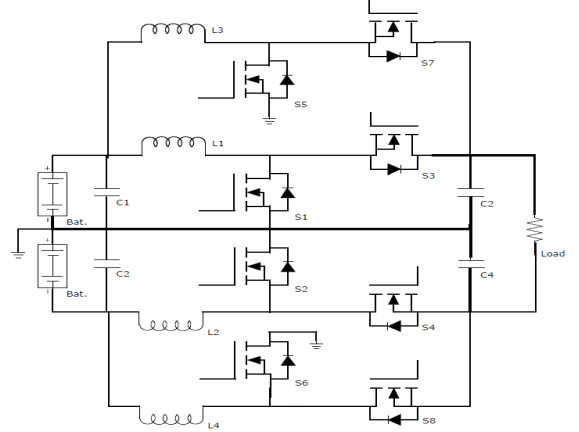 L3
S7
S5
+
L1
S3
Bat.
-
C1
S1
C2
+
Load
Bat.
-
C2
S2
C4
L2
S4
S6
L4
S8